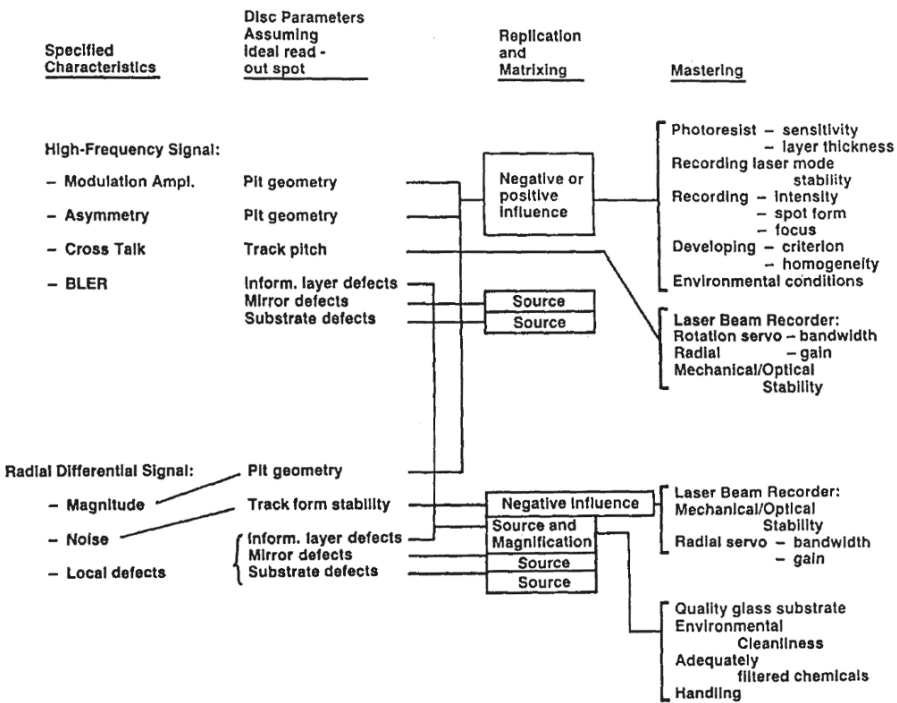 Specified
Characteristics
Disc Parameters
Assuming
ideal read -
out spot
Replication
and
Matrixing
Mastering
High-Frequency Signal:
– Modulation Ampl.
Pit geometry
– Asymmetry
Pit geometry
– Cross Talk
Track pitch
– BLER
Inform. layer defects
Mirror defects
Substrate defects
Negative or
positive
influence
Source
Source
Photoresist – sensitivity
– layer thickness
Recording laser mode
stability
Recording – intensity
– spot form
– focus
Developing – criterion
– homogeneity
Environmental conditions
Laser Beam Recorder:
Rotation servo – bandwidth
Radial – gain
Mechanical/Optical
Stability
Radial Differential Signal:
– Magnitude
– Noise
– Local defects
Pit geometry
Track form stability
Inform. layer defects
Mirror defects
Substrate defects
Negative Influence
Source and
Magnification
Source
Source
Laser Beam Recorder:
Mechanical/Optical
Stability
Radial servo – bandwidth
– gain
Quality glass substrate
Environmental
Cleanliness
Adequately
filtered chemicals
Handling